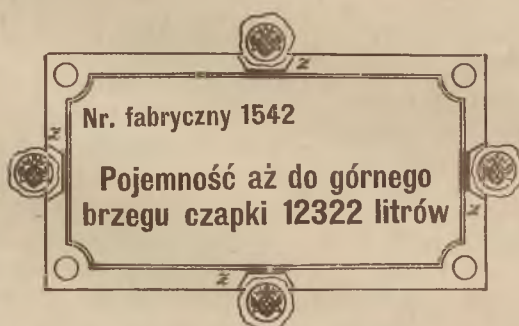 Nr. fabryczny 1542
Pojemność aż do górnego
brzegu czapki 12322 litrów